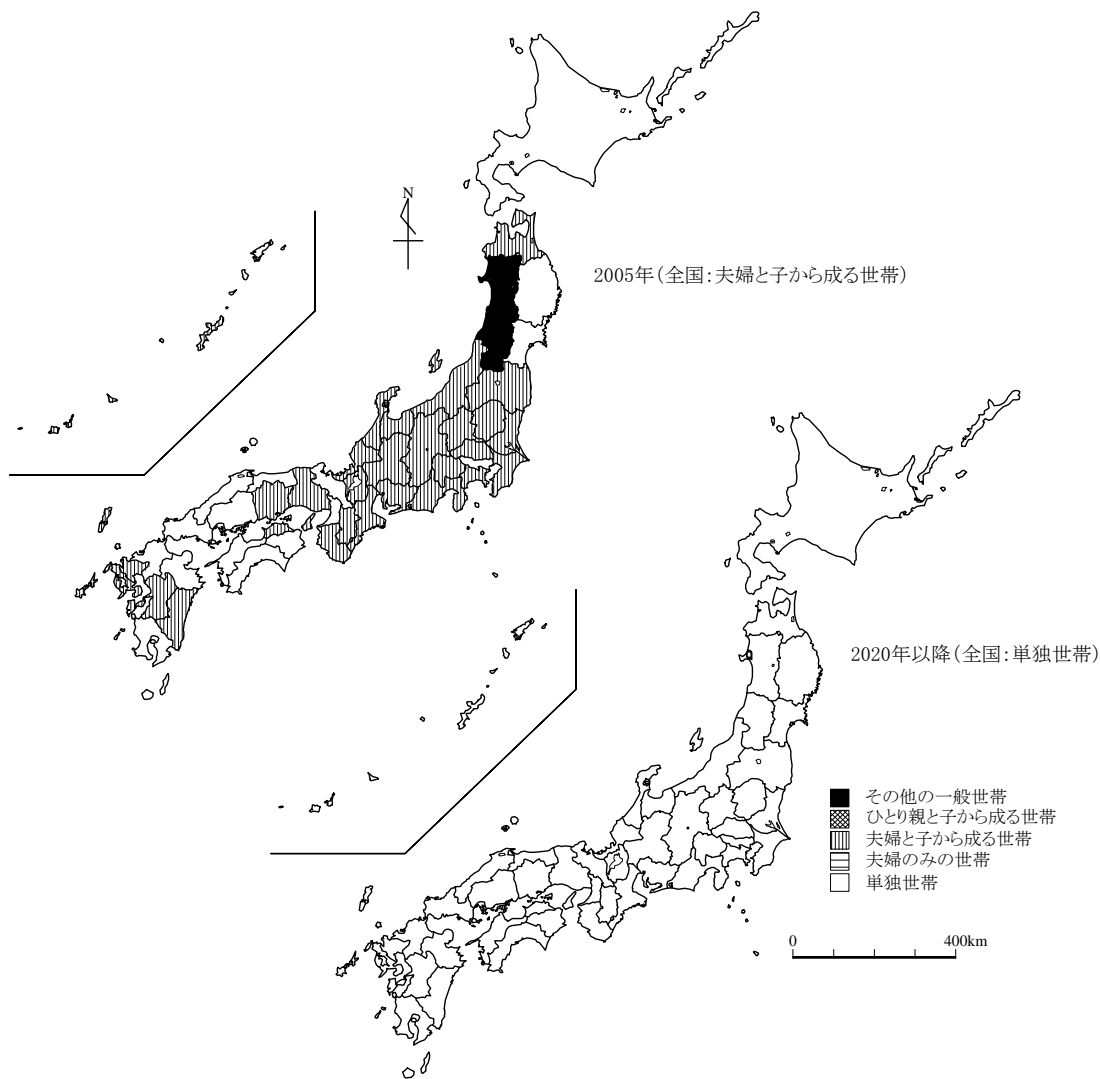 N
2005年(全国:夫婦と子から成る世帯)
2020年以降(全国:単独世帯)
その他の一般世帯
ひとり親と子から成る世帯
夫婦と子から成る世帯
夫婦のみの世帯
単独世帯
0 400km